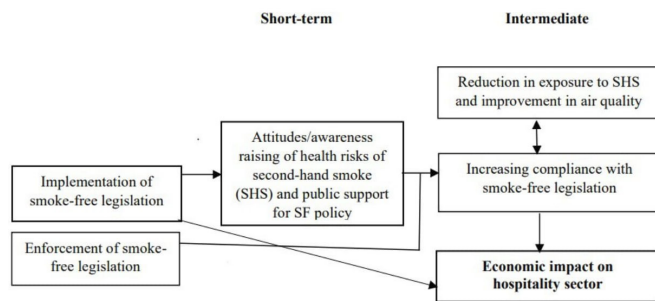 Short-term
Intermediate
Reduction in exposure to SHS
and improvement in air quality
Attitudes/awareness
raising of health risks of
second-hand smoke
(SHS) and public support
for SF policy
Implementation of
smoke-free legislation
Increasing compliance with
smoke-free legislation
Enforcement of smoke-
free legislation
Economic impact on
hospitality sector